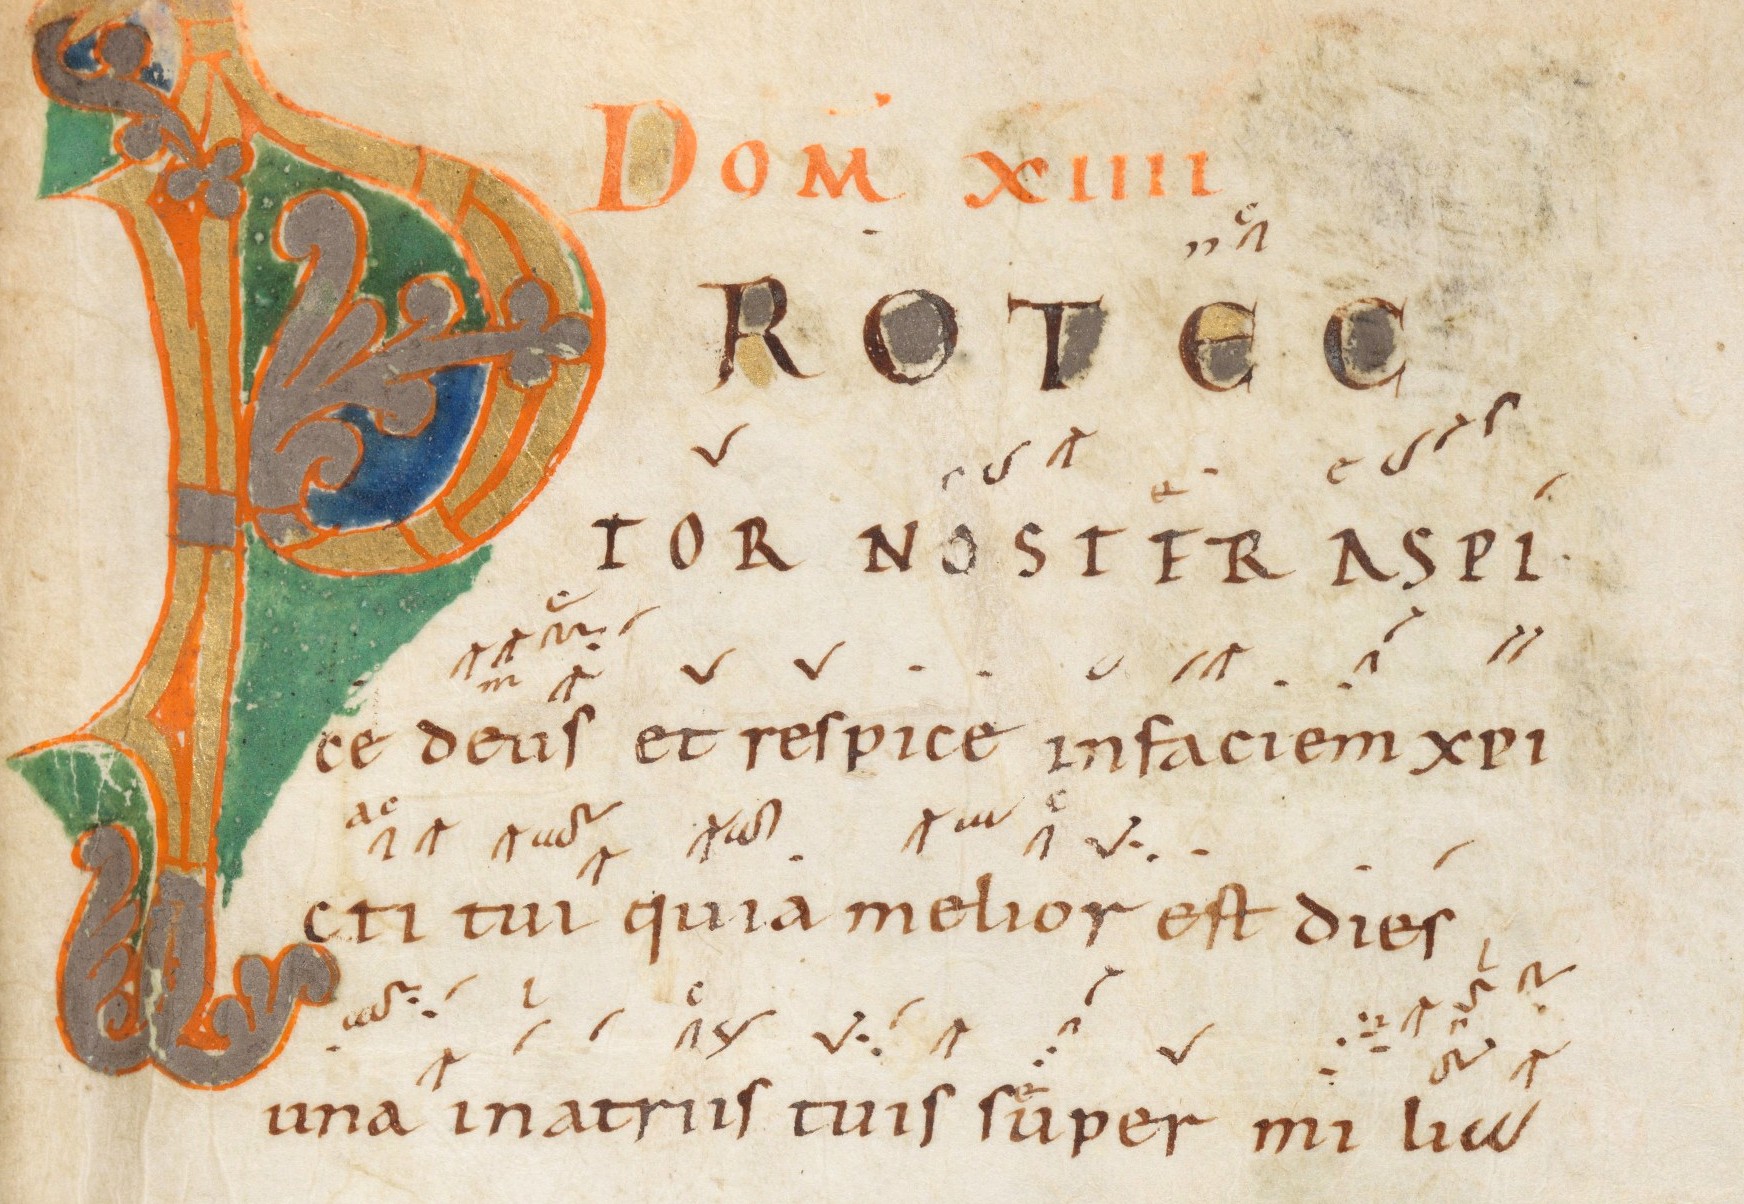 Dom XIIII
PROTEC
TOR NOSTER ASPI
ce deus et respice infaciem xpi
cti tui quia melior est dies
una inatriis tuis super mi liɑ